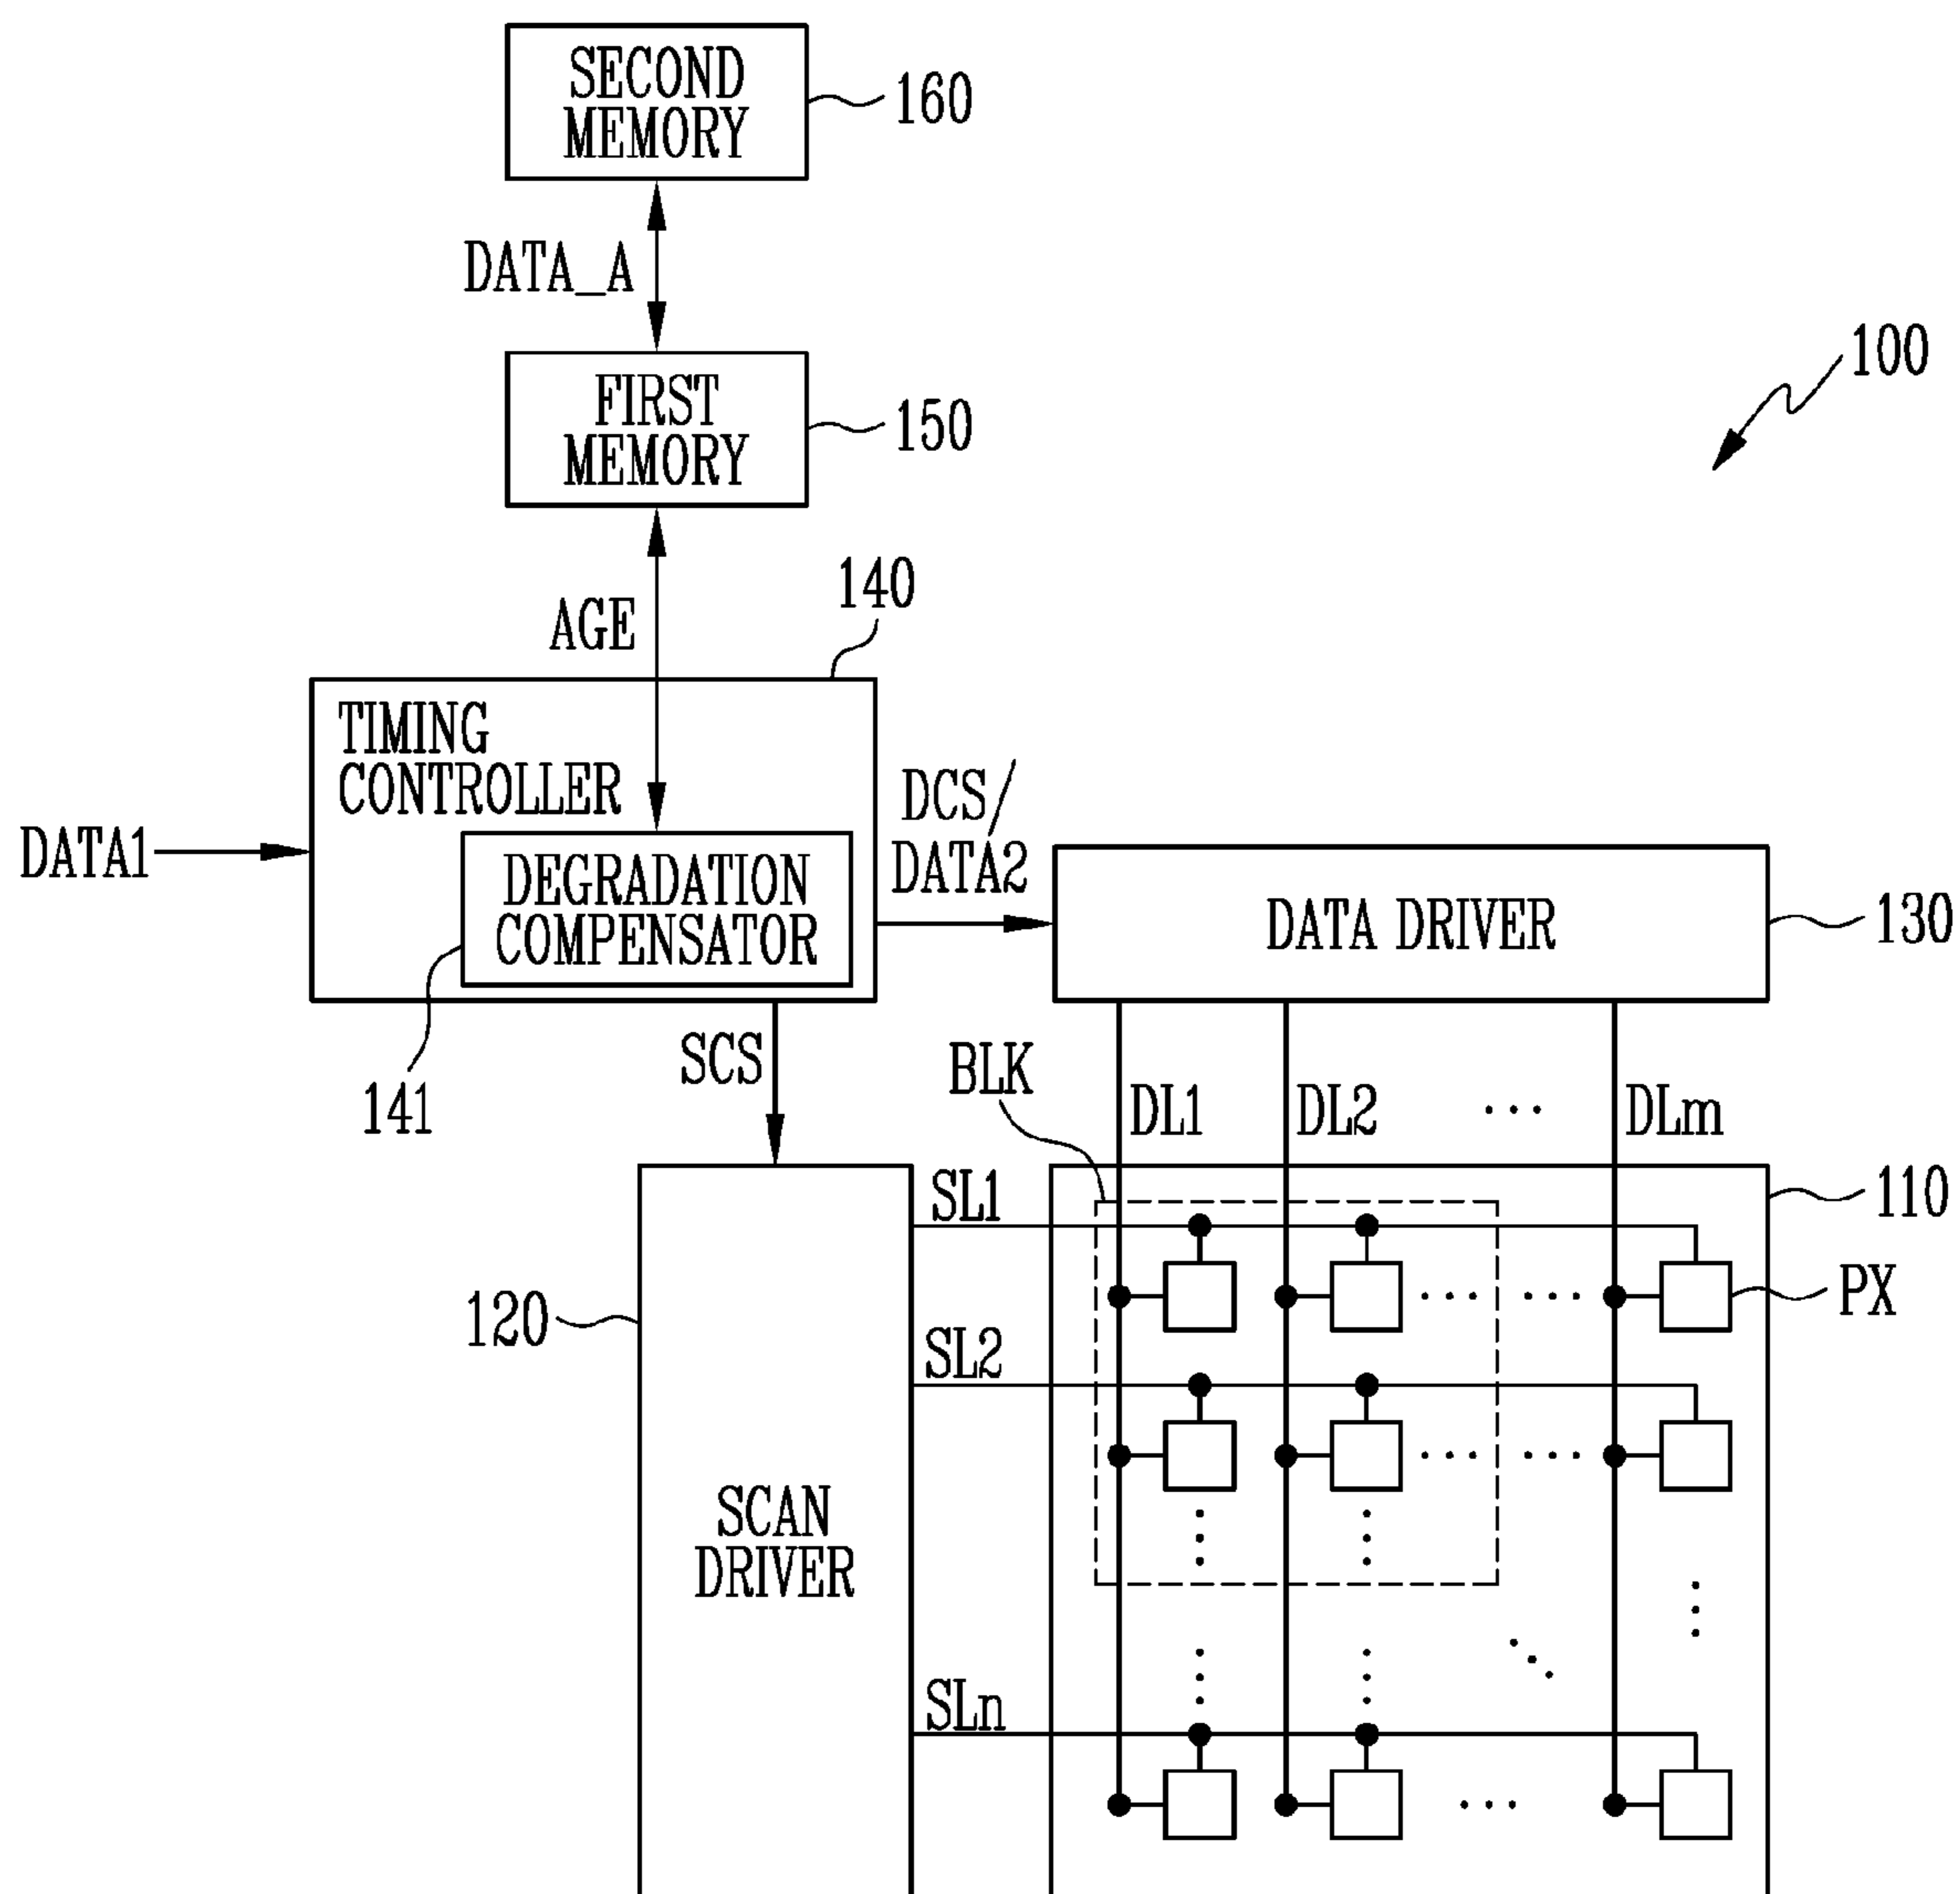 SECOND
MEMORY
160
DATA_A
FIRST
MEMORY
150
100
AGE
140
TIMING
CONTROLLER
DATA1
DEGRADATION
COMPENSATOR
DCS/
DATA2
DATA DRIVER
130
141
SCS
BLK
DL1
DL2
...
DLm
110
SL1
PX
120
SL2
SCAN
DRIVER
SLn